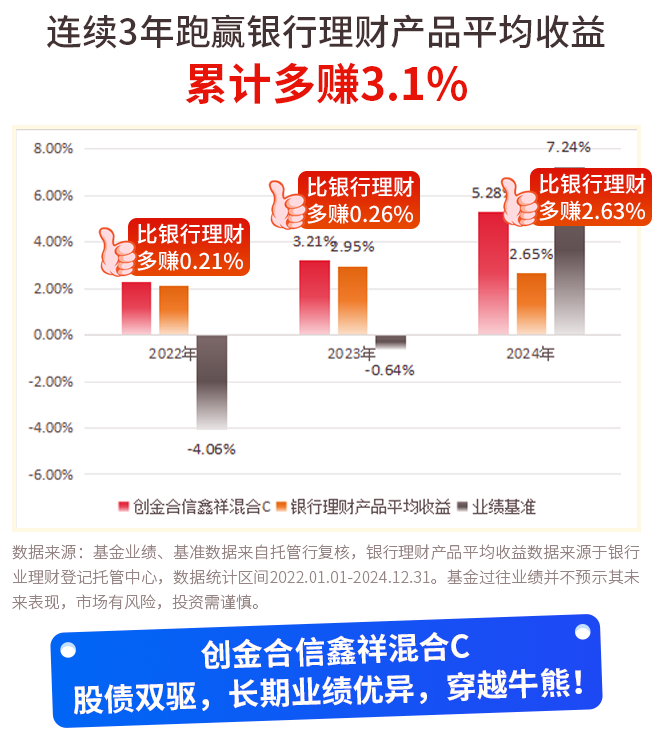 连续3年跑赢银行理财产品平均收益
累计多赚3.1%
8.00%
7.24%
比银行理财
多赚2.63%
比银行理财
多赚0.26%
6.00%
5.28%
比银行理财
多赚0.21%
4.00%
3.21%
2.95%
2.65%
2.00%
0.00%
2022年
2023年
2024年
-0.64%
-2.00%
-4.00%
-4.06%
-6.00%
创金合信鑫祥混合C 银行理财产品平均收益 业绩基准
数据来源：基金业绩、基准数据来自托管行复核，银行理财产品平均收益数据来源于银行
业理财登记托管中心，数据统计区间2022.01.01-2024.12.31。基金过往业绩并不预示其未
来表现，市场有风险，投资需谨慎。
创金合信鑫祥混合C
股债双驱，长期业绩优异，穿越牛熊！